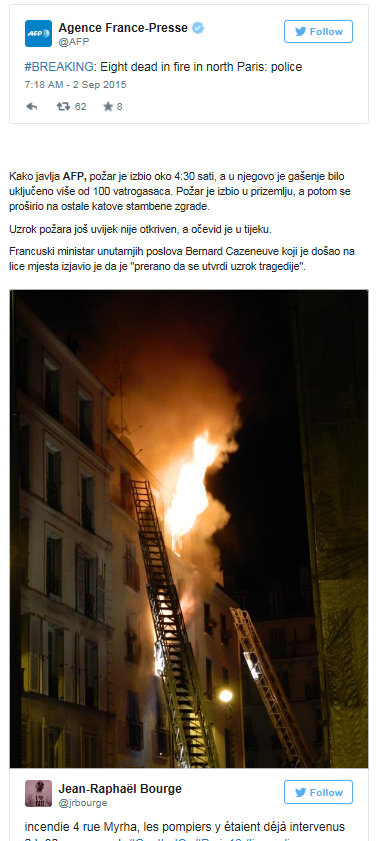 Agence France-Presse
@AFP
Follow
#BREAKING: Eight dead in fire in north Paris: police
7:18 AM - 2 Sep 2015
62 8
Kako javlja AFP, požar je izbio oko 4:30 sati, a u njegovo je gašenje bilo
uključeno više od 100 vatrogasaca. Požar je izbio u prizemlju, a potom se
proširio na ostale katove stambene zgrade.
Uzrok požara još uvijek nije otkriven, a očevid je u tijeku.
Francuski ministar unutarnjih poslova Bernard Cazeneuve koji je došao na
lice mjesta izjavio je da je "prerano da se utvrdi uzrok tragedije".
Jean-Raphaël Bourge
@jrbourge
Follow
incendie 4 rue Myrha, les pompiers y étaient déjà intervenus